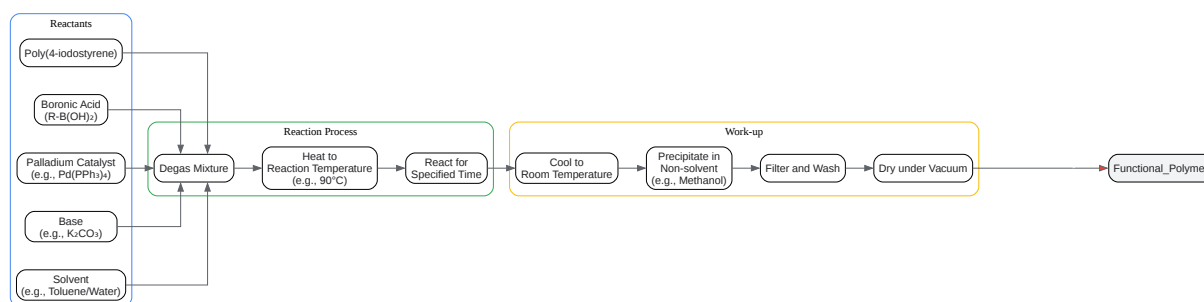 Reactants
Poly(4-iodostyrene)
Boronic Acid
(R-B(OH)₂)
Palladium Catalyst
(e.g., Pd(PPh₃)₄)
Base
(e.g., K₂CO₃)
Solvent
(e.g., Toluene/Water)
Reaction Process
Degas Mixture
Heat to
Reaction Temperature
(e.g., 90°C)
React for
Specified Time
Work-up
Cool to
Room Temperature
Precipitate in
Non-solvent
(e.g., Methanol)
Filter and Wash
Dry under Vacuum
Functional_Polyme